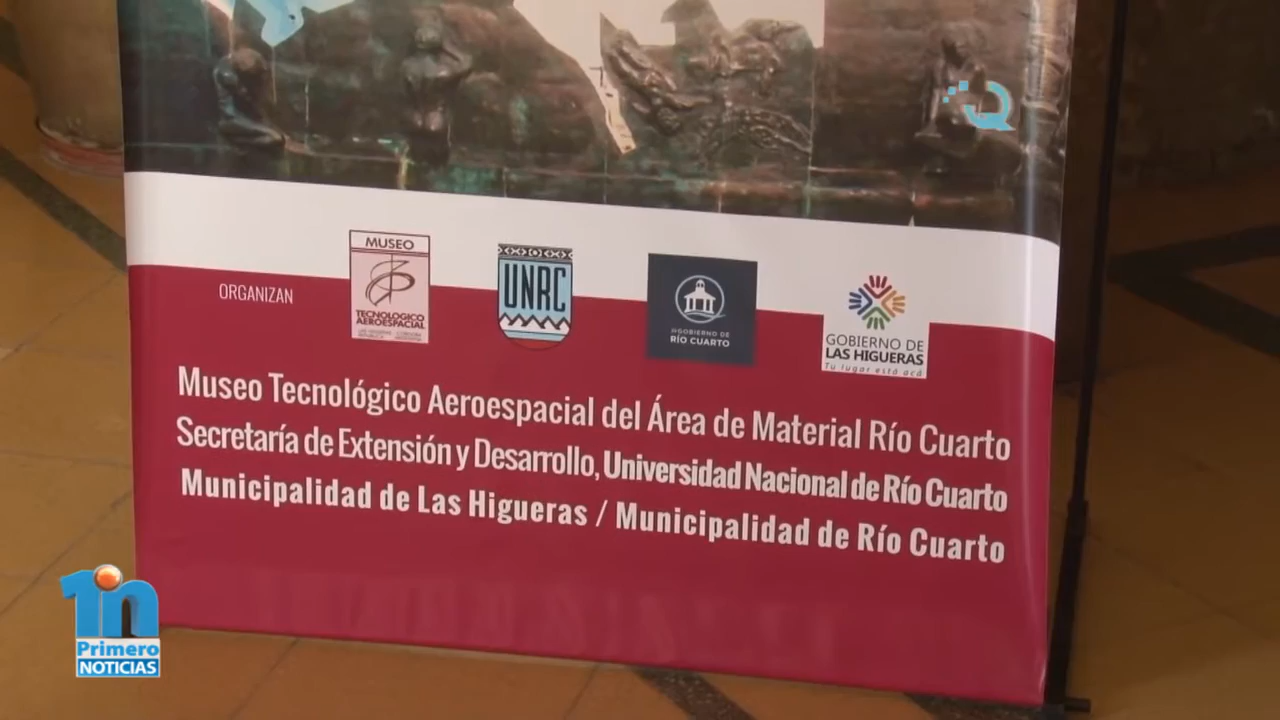 ORGANIZAN
MUSEO
TECNOLOGICO
AEROESPACIAL
UNRC
GOBIERNO DE
RÍO CUARTO
GOBIERNO DE
LAS HIGUERAS
Tu lugar está acá
Museo Tecnológico Aeroespacial del Área de Material Río Cuarto
Secretaría de Extensión y Desarrollo, Universidad Nacional de Río Cuarto
Municipalidad de Las Higueras / Municipalidad de Río Cuarto
1n
Primero
NOTICIAS